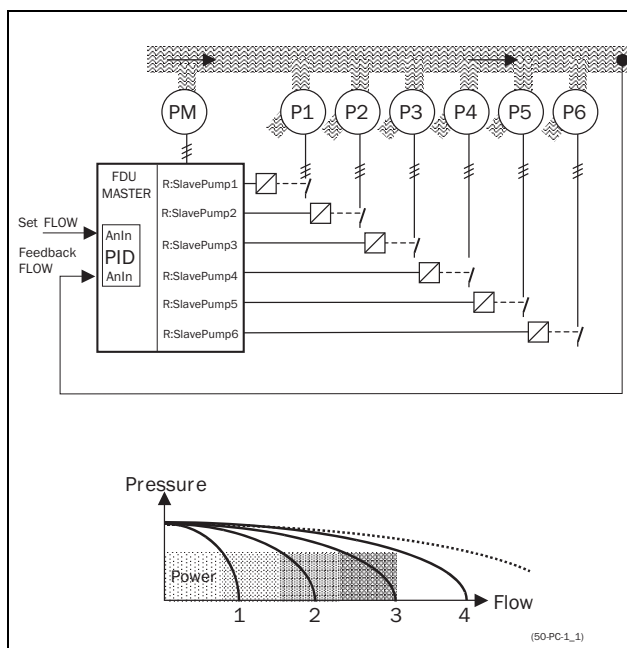 PM P1 P2 P3 P4 P5 P6
FDU
MASTER
R:SlavePump1
R:SlavePump2
Set FLOW
AnIn
R:SlavePump3
Feedback
FLOW
PID
AnIn
R:SlavePump4
R:SlavePump5
R:SlavePump6
Pressure
Power
1 2 3 4 Flow
(50-PC-1_1)